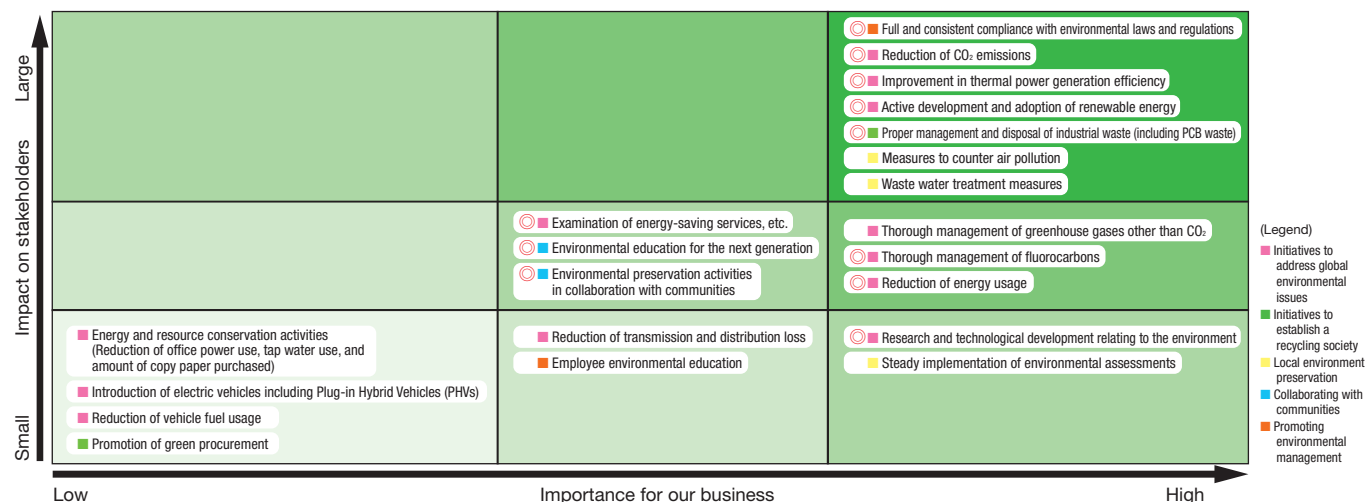 Large
Impact on stakeholders
Small
Full and consistent compliance with environmental laws and regulations
Reduction of CO₂ emissions
Improvement in thermal power generation efficiency
Active development and adoption of renewable energy
Proper management and disposal of industrial waste (including PCB waste)
Measures to counter air pollution
Waste water treatment measures
Examination of energy-saving services, etc.
Environmental education for the next generation
Environmental preservation activities
in collaboration with communities
Thorough management of greenhouse gases other than CO₂
Thorough management of fluorocarbons
Reduction of energy usage
Energy and resource conservation activities
(Reduction of office power use, tap water use, and
amount of copy paper purchased)
Introduction of electric vehicles including Plug-in Hybrid Vehicles (PHVs)
Reduction of vehicle fuel usage
Promotion of green procurement
Reduction of transmission and distribution loss
Employee environmental education
Research and technological development relating to the environment
Steady implementation of environmental assessments
Low
Importance for our business
High
(Legend)
Initiatives to
address global
environmental
issues
Initiatives to
establish a
recycling society
Local environment
preservation
Collaborating with
communities
Promoting
environmental
management